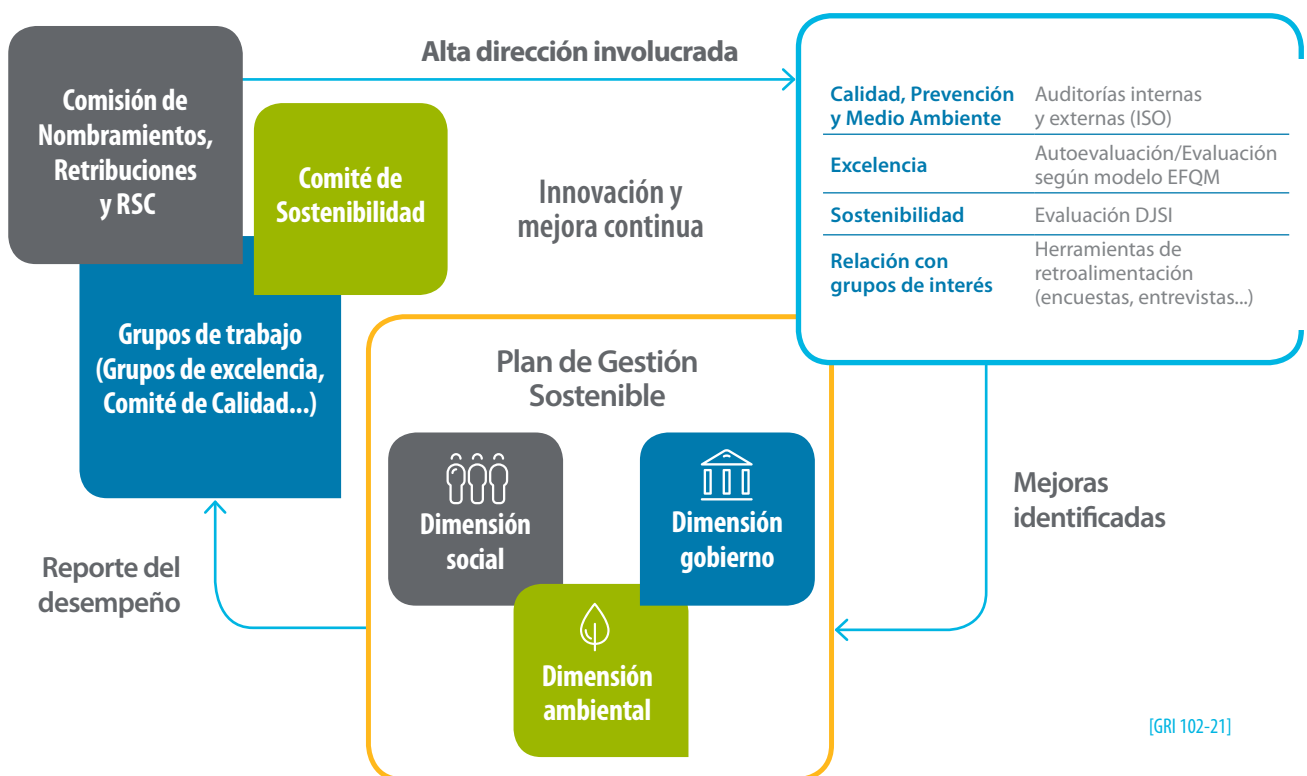 Alta dirección involucrada
Comisión de
Nombramientos,
Retribuciones
y RSC
Comité de
Sostenibilidad
Grupos de trabajo
(Grupos de excelencia,
Comité de Calidad...)
Innovación y
mejora continua
Calidad, Prevención
y Medio Ambiente
Auditorías internas
y externas (ISO)
Excelencia
Autoevaluación/Evaluación
según modelo EFQM
Sostenibilidad
Evaluación DJSI
Relación con
grupos de interés
Herramientas de
retroalimentación
(encuestas, entrevistas...)
Mejoras
identificadas
Plan de Gestión
Sostenible
Dimensión
social
Dimensión
gobierno
Dimensión
ambiental
Reporte del
desempeño
[GRI 102-21]